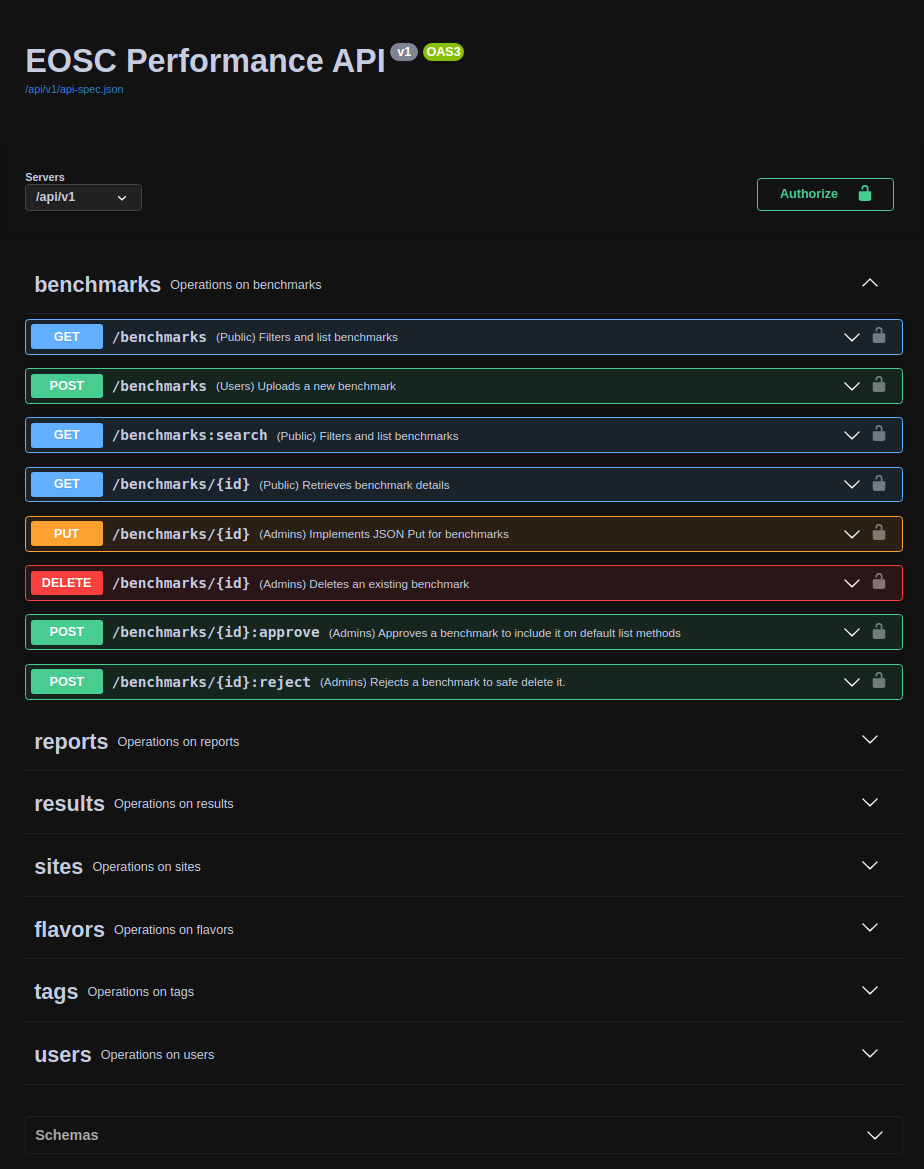 EOSC Performance API v1 OAS3
/api/v1/api-spec.json
Servers
/api/v1
Authorize
benchmarks Operations on benchmarks
GET /benchmarks (Public) Filters and list benchmarks
POST /benchmarks (Users) Uploads a new benchmark
GET /benchmarks:search (Public) Filters and list benchmarks
GET /benchmarks/{id} (Public) Retrieves benchmark details
PUT /benchmarks/{id} (Admins) Implements JSON Put for benchmarks
DELETE /benchmarks/{id} (Admins) Deletes an existing benchmark
POST /benchmarks/{id}:approve (Admins) Approves a benchmark to include it on default list methods
POST /benchmarks/{id}:reject (Admins) Rejects a benchmark to safe delete it.
reports Operations on reports
results Operations on results
sites Operations on sites
flavors Operations on flavors
tags Operations on tags
users Operations on users
Schemas